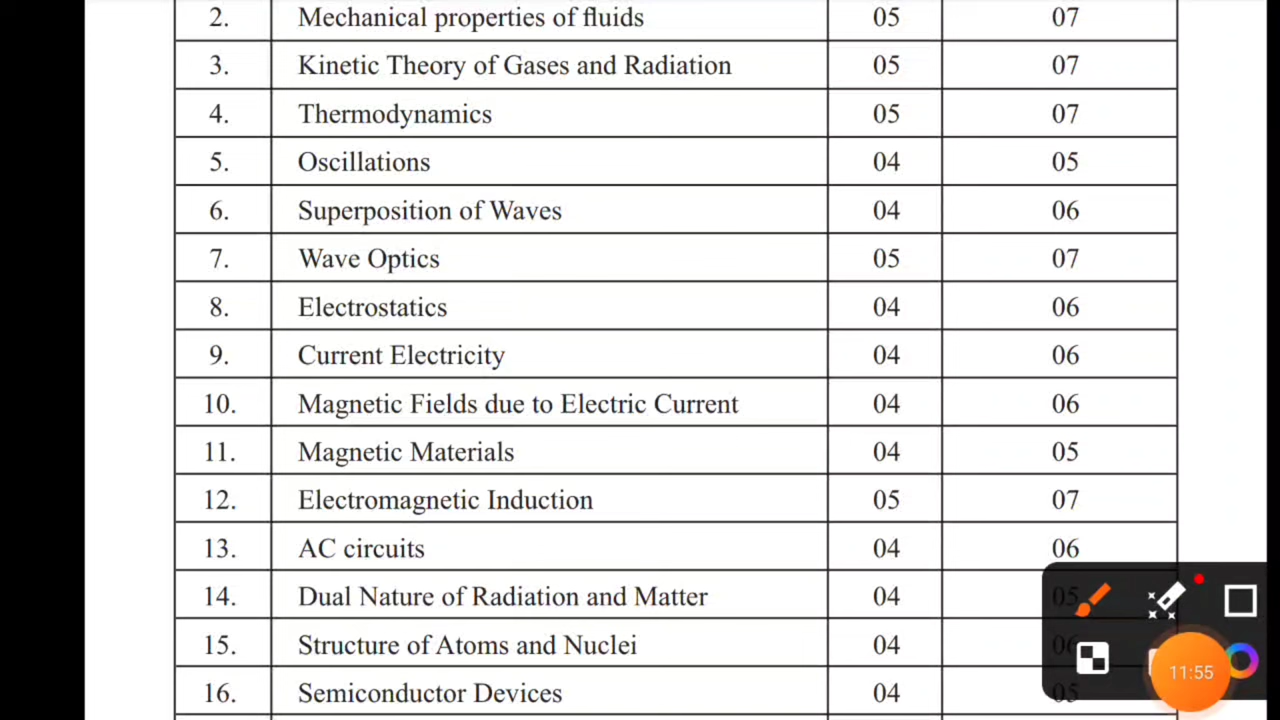 2. Mechanical properties of fluids 05 07
3. Kinetic Theory of Gases and Radiation 05 07
4. Thermodynamics 05 07
5. Oscillations 04 05
6. Superposition of Waves 04 06
7. Wave Optics 05 07
8. Electrostatics 04 06
9. Current Electricity 04 06
10. Magnetic Fields due to Electric Current 04 06
11. Magnetic Materials 04 05
12. Electromagnetic Induction 05 07
13. AC circuits 04 06
14. Dual Nature of Radiation and Matter 04 05
15. Structure of Atoms and Nuclei 04 06
16. Semiconductor Devices 04 05
11:55